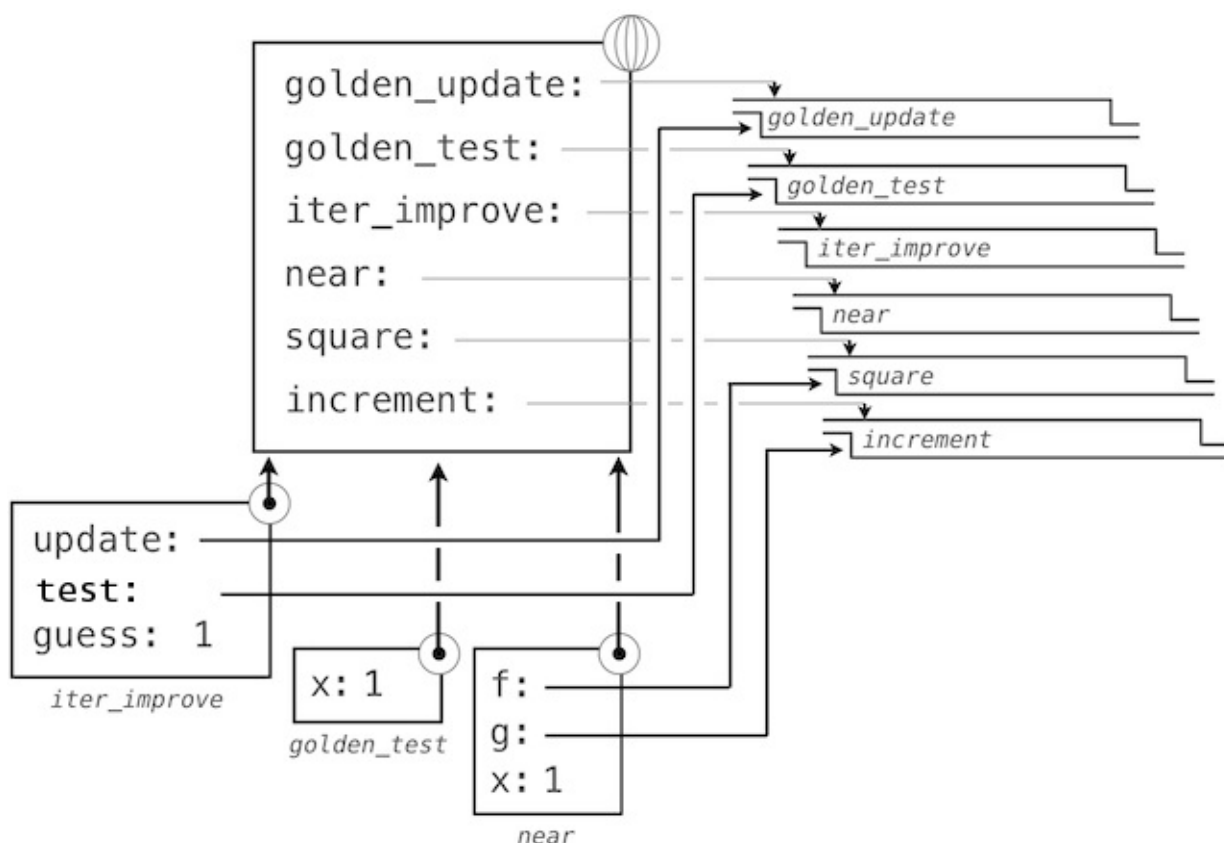 golden_update:
golden_test:
iter_improve:
near:
square:
increment:
golden_update
golden_test
iter_improve
near
square
increment
update:
test:
guess: 1
iter_improve
x: 1
golden_test
f:
g:
x: 1
near